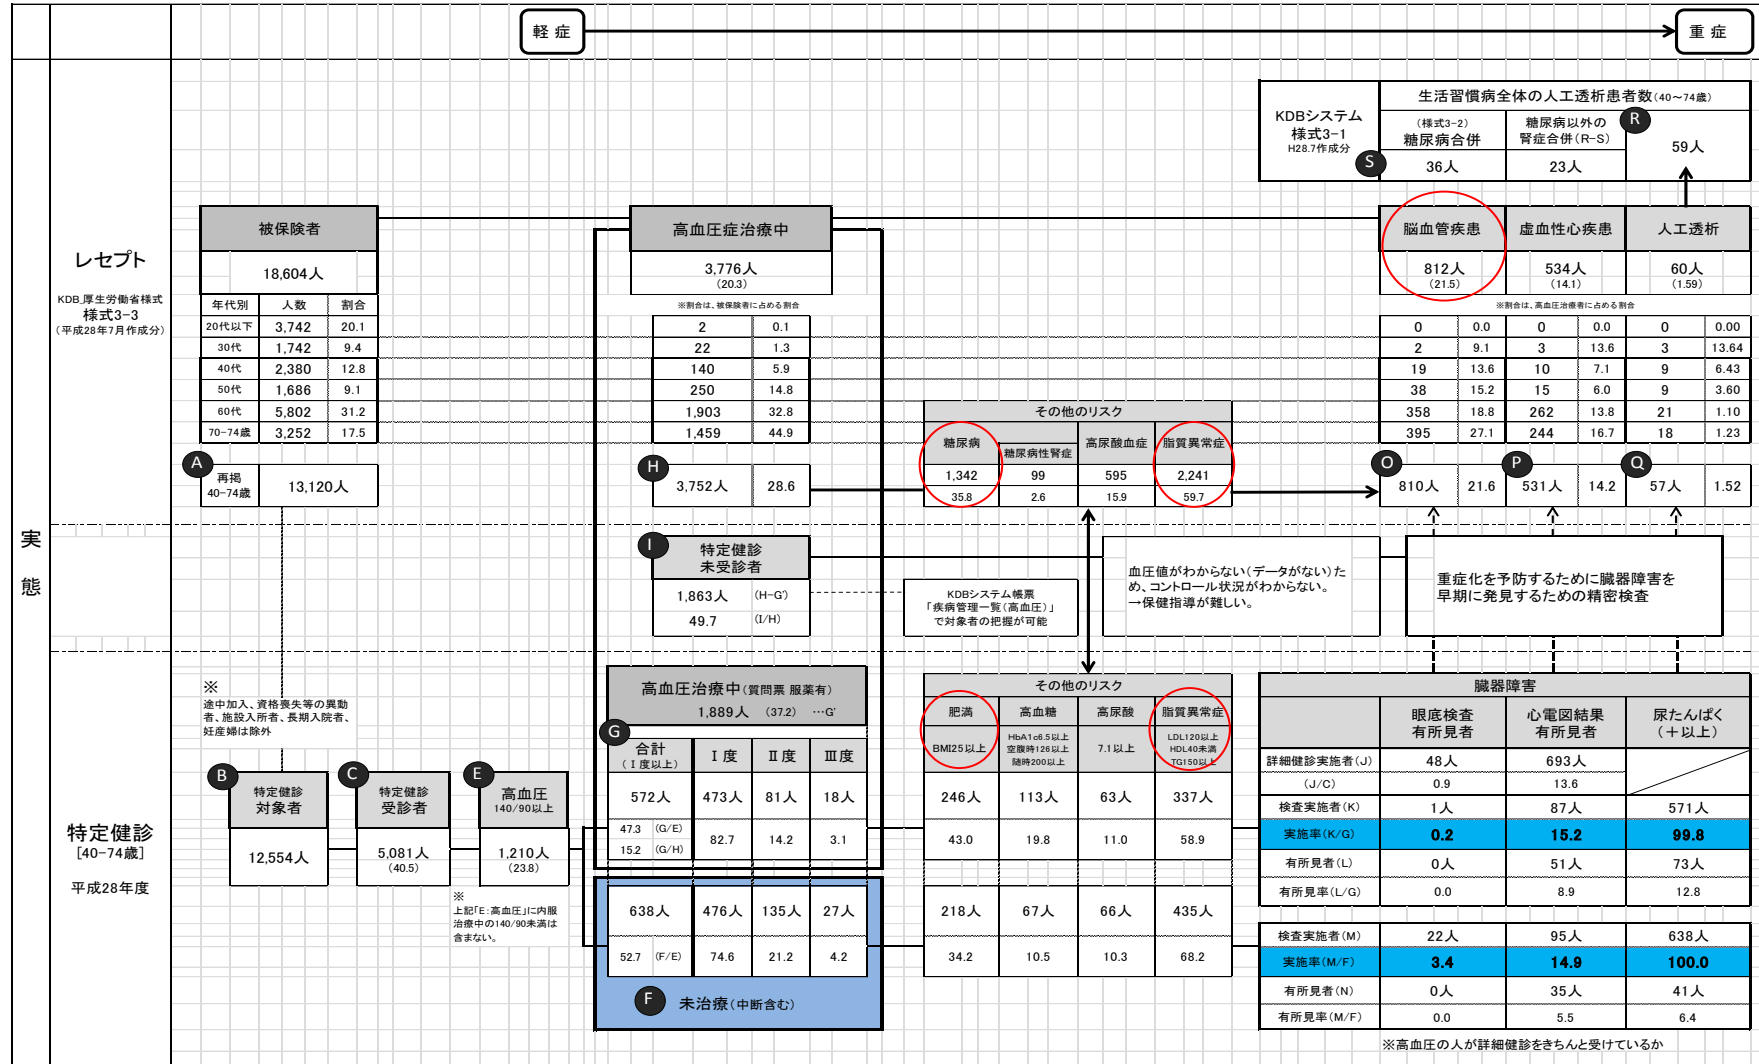 軽 症
重 症
KDBシステム
様式3-1
H28.7作成分
生活習慣病全体の人工透析患者数(40~74歳)
(様式3-2)
糖尿病合併
糖尿病以外の
腎症合併(R-S)
R
59人
S
36人
23人
実態
レセプト
KDB_厚生労働省様式
様式3-3
(平成28年7月作成分)
被保険者
18,604人
年代別 人数 割合
20代以下 3,742 20.1
30代 1,742 9.4
40代 2,380 12.8
50代 1,686 9.1
60代 5,802 31.2
70-74歳 3,252 17.5
A
再掲
40-74歳
13,120人
高血圧症治療中
3,776人
(20.3)
※割合は、被保険者に占める割合
2 0.1
22 1.3
140 5.9
250 14.8
1,903 32.8
1,459 44.9
H
3,752人 28.6
その他のリスク
糖尿病 糖尿病性腎症 高尿酸血症 脂質異常症
1,342 99 595 2,241
35.8 2.6 15.9 59.7
脳血管疾患 虚血性心疾患 人工透析
812人 534人 60人
(21.5) (14.1) (1.59)
※割合は、高血圧治療者に占める割合
0 0.0 0 0.0 0 0.00
2 9.1 3 13.6 3 13.64
19 13.6 10 7.1 9 6.43
38 15.2 15 6.0 9 3.60
358 18.8 262 13.8 21 1.10
395 27.1 244 16.7 18 1.23
O P Q
810人 21.6 531人 14.2 57人 1.52
I
特定健診
未受診者
1,863人 (H-G')
49.7 (I/H)
KDBシステム帳票
「疾病管理一覧(高血圧)」
で対象者の把握が可能
血圧値がわからない(データがない)た
め、コントロール状況がわからない。
→保健指導が難しい。
重症化を予防するために臓器障害を
早期に発見するための精密検査
特定健診
[40-74歳]
平成28年度
※
途中加入、資格喪失等の異動
者、施設入所者、長期入院者、
妊産婦は除外
B
特定健診
対象者
12,554人
C
特定健診
受診者
5,081人
(40.5)
E
高血圧
140/90以上
1,210人
(23.8)
※
上記「E:高血圧」に内服
治療中の140/90未満は
含まない。
高血圧治療中(質問票 服薬有)
1,889人 (37.2) …G'
G
合計
(Ⅰ度以上)
Ⅰ度 Ⅱ度 Ⅲ度
572人 473人 81人 18人
47.3 (G/E)
15.2 (G/H)
82.7 14.2 3.1
638人 476人 135人 27人
52.7 (F/E) 74.6 21.2 4.2
F 未治療(中断含む)
その他のリスク
肥満 高血糖 高尿酸 脂質異常症
BMI25以上
HbA1c6.5以上
空腹時126以上
随時200以上
7.1以上
LDL120以上
HDL40未満
TG150以上
246人 113人 63人 337人
43.0 19.8 11.0 58.9
218人 67人 66人 435人
34.2 10.5 10.3 68.2
臓器障害
眼底検査
有所見者
心電図結果
有所見者
尿たんぱく
(+以上)
詳細健診実施者(J) 48人 693人
(J/C) 0.9 13.6
検査実施者(K) 1人 87人 571人
実施率(K/G) 0.2 15.2 99.8
有所見者(L) 0人 51人 73人
有所見率(L/G) 0.0 8.9 12.8
検査実施者(M) 22人 95人 638人
実施率(M/F) 3.4 14.9 100.0
有所見者(N) 0人 35人 41人
有所見率(M/F) 0.0 5.5 6.4
※高血圧の人が詳細健診をきちんと受けているか